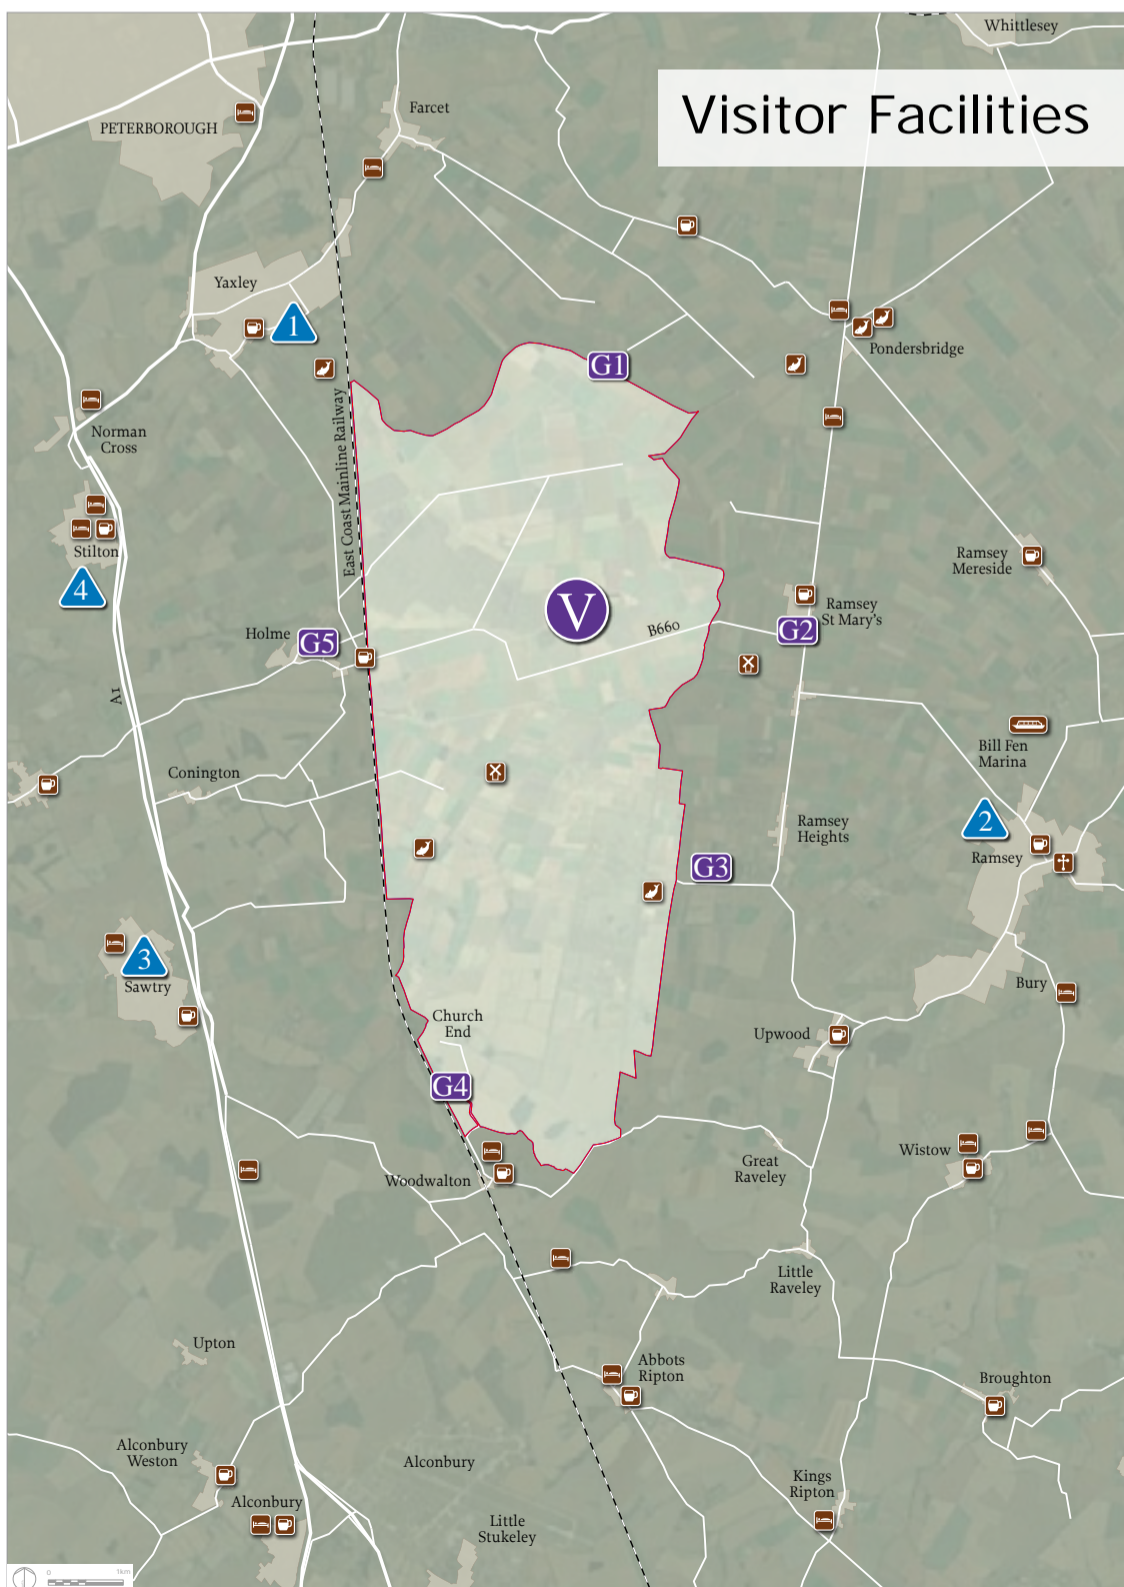 Whittlesey
Visitor Facilities
Farcet
PETERBOROUGH
Yaxley
1
G1
Pondersbridge
Norman
Cross
East Coast Mainline Railway
Stilton
4
Ramsey
Mereside
V
Ramsey
St Mary's
B660
G2
Holme
G5
A1
Bill Fen
Marina
Conington
2
Ramsey
Heights
Ramsey
G3
3
Sawtry
Bury
Church
End
Upwood
G4
Wistow
Great
Raveley
Woodwalton
Little
Raveley
Upton
Abbots
Ripton
Broughton
Alconbury
Weston
Alconbury
Kings
Ripton
Alconbury
Little
Stukeley
0 1km